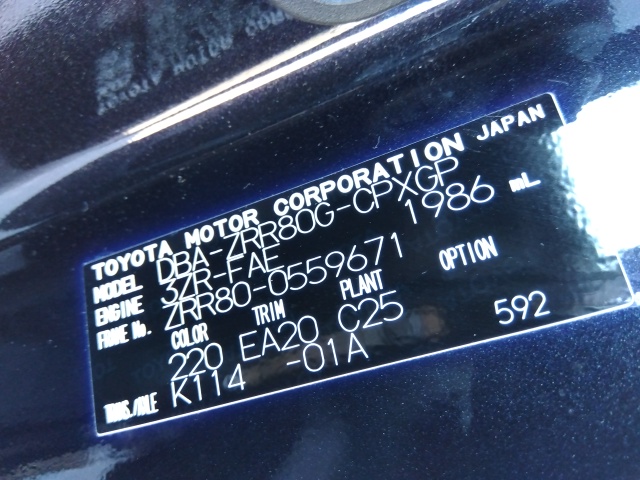 TOYOTA MOTOR CORPORATION JAPAN
MODEL DBA-ZRR80G-CPXGP
ENGINE 3ZR-FAE 1986 mL
FRAME No. ZRR80-0559671
COLOR TRIM PLANT OPTION
220 EA20 C25 592
TRANS./AXLE K114 -01A